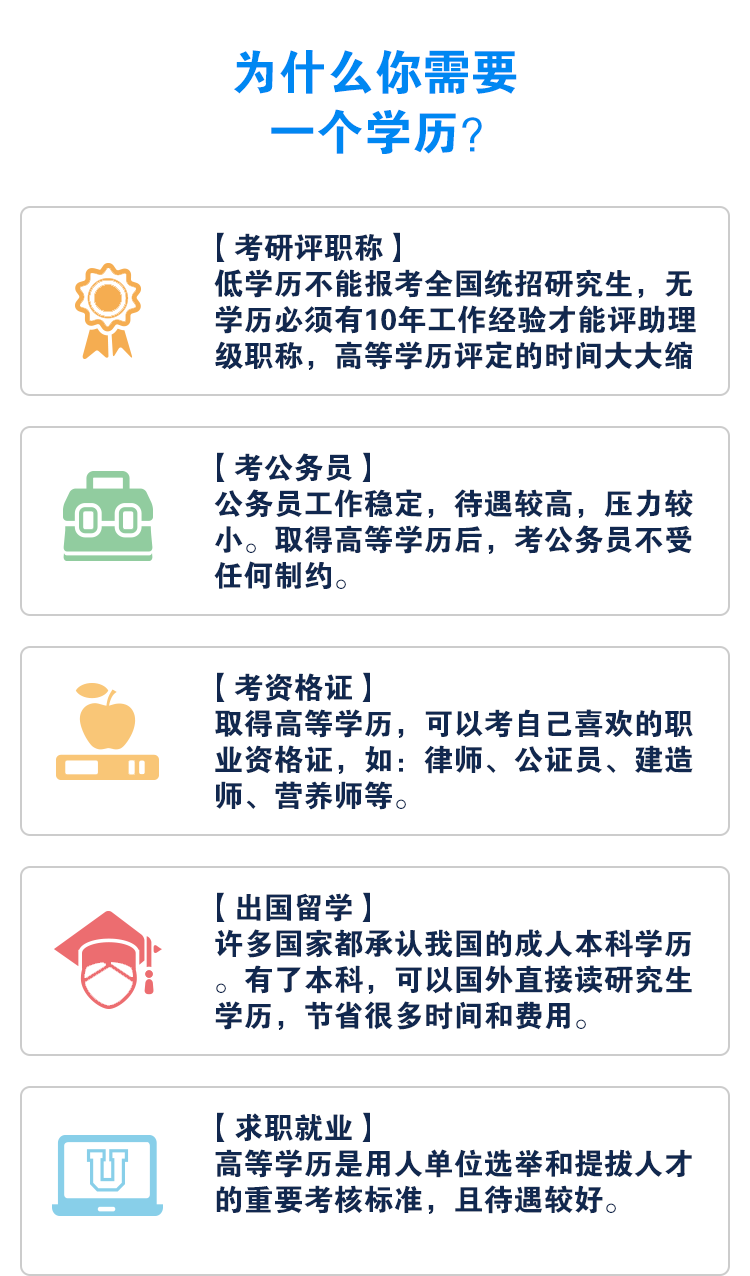 为什么你需要
一个学历?
【考研评职称】
低学历不能报考全国统招研究生，无
学历必须有10年工作经验才能评助理
级职称，高等学历评定的时间大大缩
【考公务员】
公务员工作稳定，待遇较高，压力较
小。取得高等学历后，考公务员不受
任何制约。
【考资格证】
取得高等学历，可以考自己喜欢的职
业资格证，如：律师、公证员、建造
师、营养师等。
【出国留学】
许多国家都承认我国的成人本科学历
。有了本科，可以国外直接读研究生
学历，节省很多时间和费用。
U
【求职就业】
高等学历是用人单位选举和提拔人才
的重要考核标准，且待遇较好。